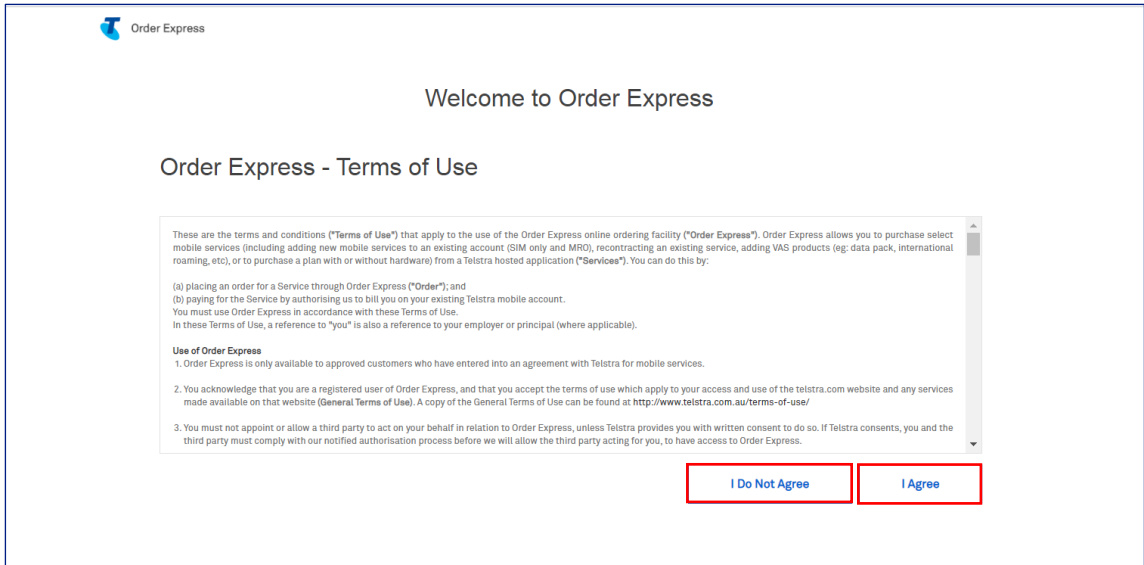 Order Express
Welcome to Order Express
Order Express - Terms of Use
These are the terms and conditions ("Terms of Use") that apply to the use of the Order Express online ordering facility ("Order Express"). Order Express allows you to purchase select
mobile services (including adding new mobile services to an existing account (SIM only and MRO), recontracting an existing service, adding VAS products (eg: data pack, international
roaming, etc), or to purchase a plan with or without hardware) from a Telstra hosted application ("Services"). You can do this by:
(a) placing an order for a Service through Order Express ("Order"); and
(b) paying for the Service by authorising us to bill you on your existing Telstra mobile account.
You must use Order Express in accordance with these Terms of Use.
In these Terms of Use, a reference to "you" is also a reference to your employer or principal (where applicable).
Use of Order Express
1. Order Express is only available to approved customers who have entered into an agreement with Telstra for mobile services.
2. You acknowledge that you are a registered user of Order Express, and that you accept the terms of use which apply to your access and use of the telstra.com website and any services
made available on that website (General Terms of Use). A copy of the General Terms of Use can be found at http://www.telstra.com.au/terms-of-use/
3. You must not appoint or allow a third party to act on your behalf in relation to Order Express, unless Telstra provides you with written consent to do so. If Telstra consents, you and the
third party must comply with our notified authorisation process before we will allow the third party acting for you, to have access to Order Express.
I Do Not Agree
I Agree